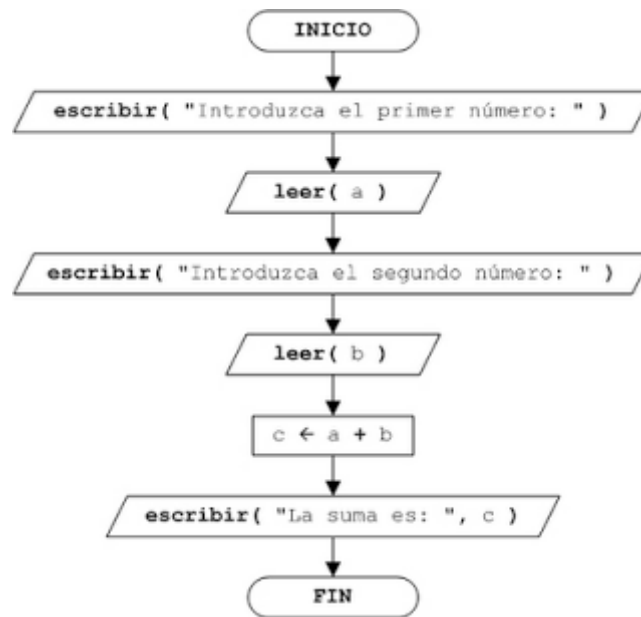 INICIO
escribir( "Introduzca el primer número: " )
leer( a )
escribir( "Introduzca el segundo número: " )
leer( b )
c ← a + b
escribir( "La suma es: ", c )
FIN